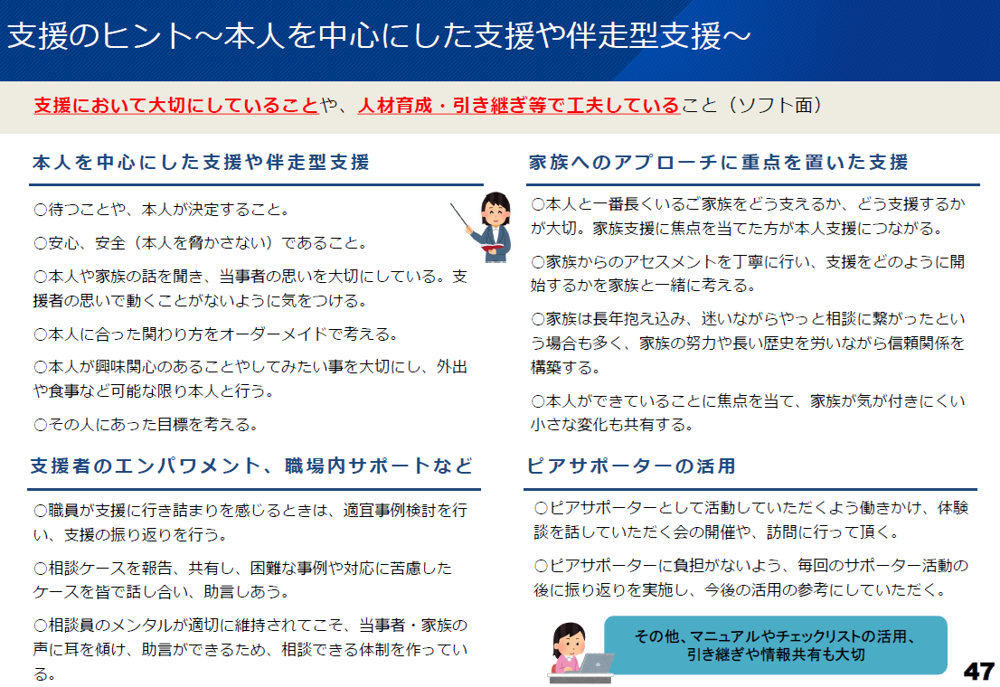 支援のヒント～本人を中心にした支援や伴走型支援～
支援において大切にしていることや、人材育成・引き継ぎ等で工夫していること（ソフト面）
本人を中心にした支援や伴走型支援
○待つことや、本人が決定すること。
○安心、安全（本人を脅かさない）であること。
○本人や家族の話を聞き、当事者の思いを大切にしている。支
援者の思いで動くことがないように気をつける。
○本人に合った関わり方をオーダーメイドで考える。
○本人が興味関心のあることやしてみたい事を大切にし、外出
や食事など可能な限り本人と行う。
○その人にあった目標を考える。
家族へのアプローチに重点を置いた支援
○本人と一番長くいるご家族をどう支えるか、どう支援するか
が大切。家族支援に焦点を当てた方が本人支援につながる。
○家族からのアセスメントを丁寧に行い、支援をどのように開
始するかを家族と一緒に考える。
○家族は長年抱え込み、迷いながらやっと相談に繋がったとい
う場合も多く、家族の努力や長い歴史を労いながら信頼関係を
構築する。
○本人ができていることに焦点を当て、家族が気が付きにくい
小さな変化も共有する。
支援者のエンパワメント、職場内サポートなど
○職員が支援に行き詰まりを感じるときは、適宜事例検討を行
い、支援の振り返りを行う。
○相談ケースを報告、共有し、困難な事例や対応に苦慮した
ケースを皆で話し合い、助言しあう。
○相談員のメンタルが適切に維持されてこそ、当事者・家族の
声に耳を傾け、助言ができるため、相談できる体制を作ってい
る。
ピアサポーターの活用
○ピアサポーターとして活動していただくよう働きかけ、体験
談を話していただく会の開催や、訪問に行って頂く。
○ピアサポーターに負担がないよう、毎回のサポーター活動の
後に振り返りを実施し、今後の活用の参考にしていただく。
その他、マニュアルやチェックリストの活用、
引き継ぎや情報共有も大切
47